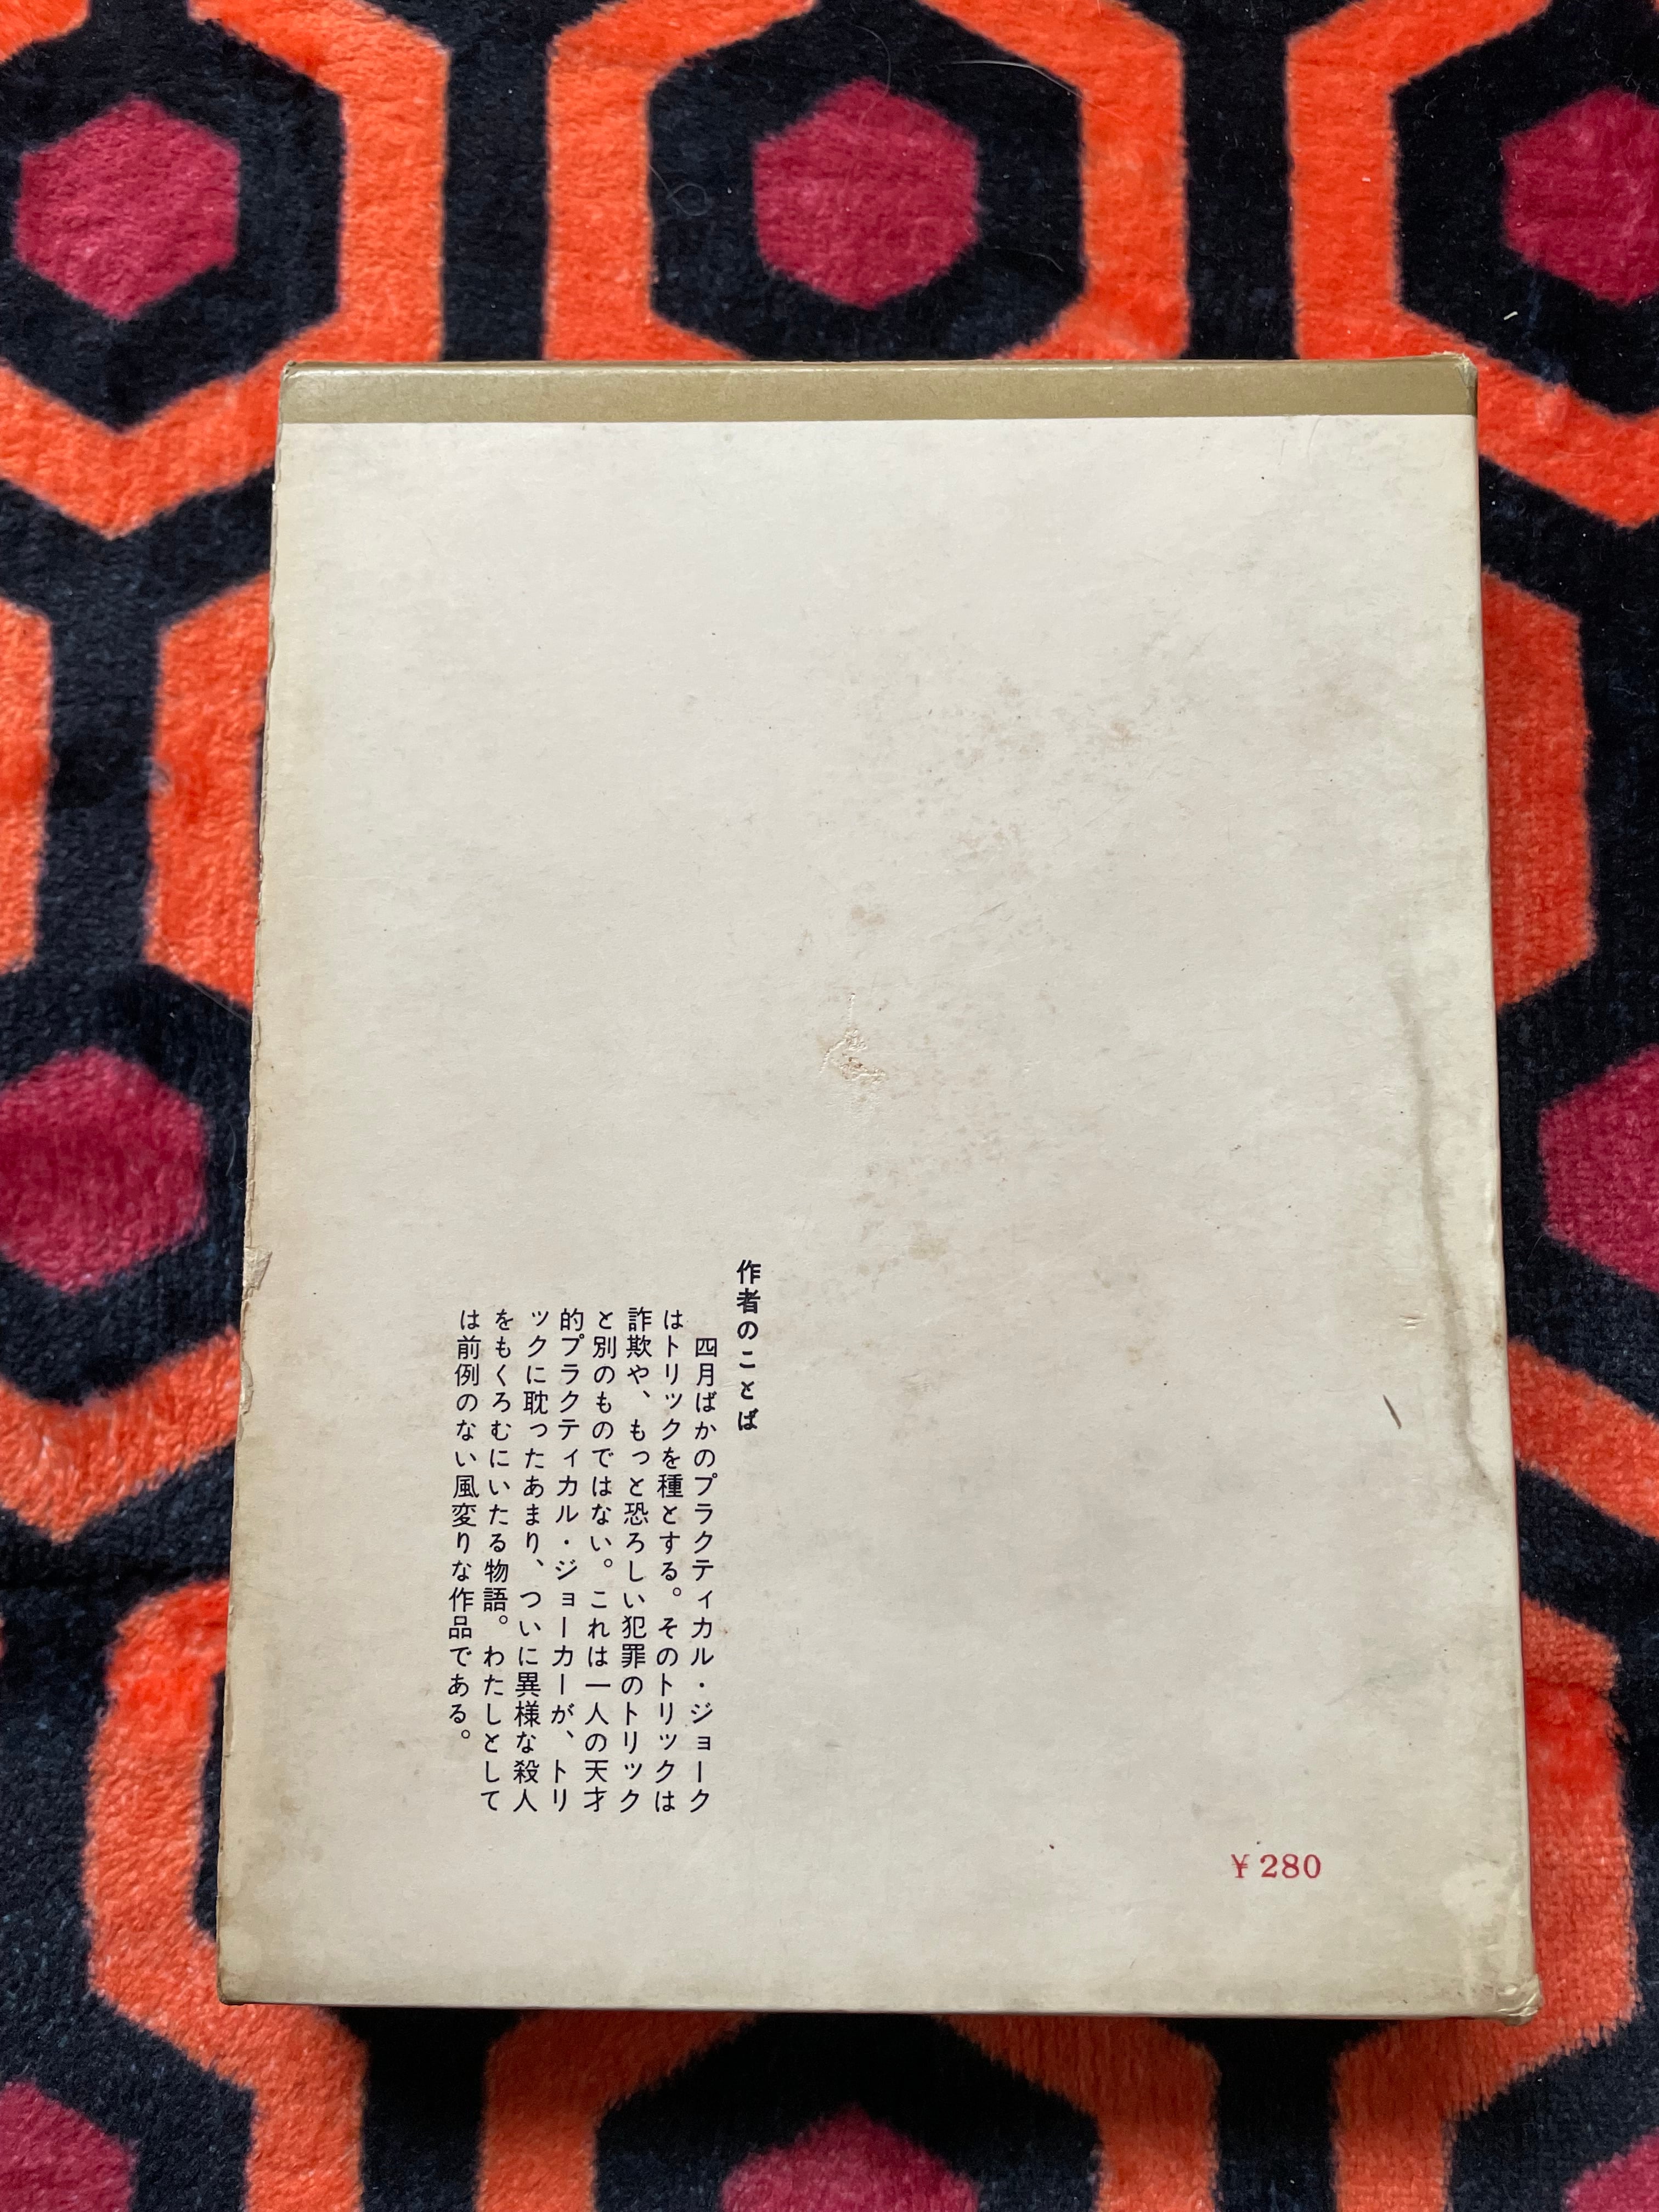 作者のことば
四月ばかのプラクティカル・ジョーク
はトリックを種とする。そのトリックは
詐欺や、もっと恐ろしい犯罪のトリック
と別のものではない。これは一人の天才
的プラクティカル・ジョーカーが、トリ
ックに耽ったあまり、ついに異様な殺人
をもくろむにいたる物語。わたしとして
は前例のない風変りな作品である。
¥280